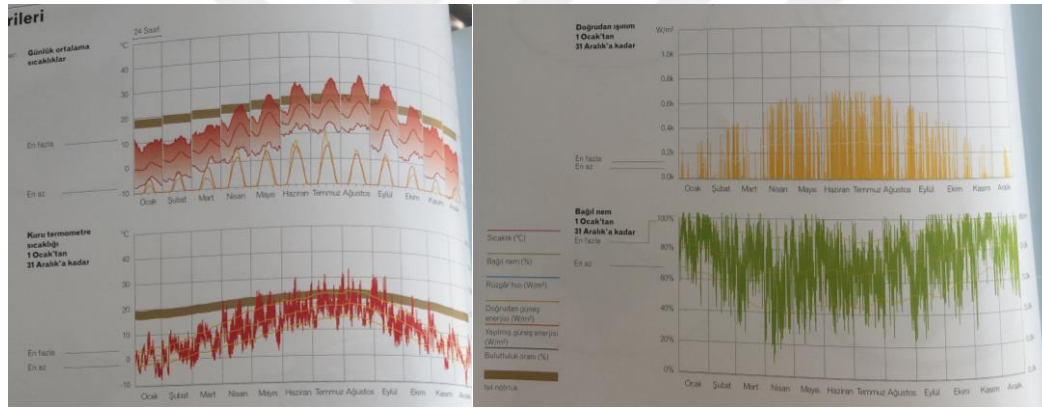 rileri
24 Saat
Günlük ortalama
sıcaklıklar
°C
40
30
20
10
0
-10
En fazla
En az
Ocak Şubat Mart Nisan Mayıs Haziran Temmuz Ağustos Eylül Ekim Kasım Aralık
Kuru termometre
sıcaklığı
1 Ocak'tan
31 Aralık'a kadar
°C
40
30
20
10
0
-10
En fazla
En az
Ocak Şubat Mart Nisan Mayıs Haziran Temmuz Ağustos Eylül Ekim Kasım Aralık
Doğrudan ışınım
1 Ocak'tan
31 Aralık'a kadar
W/m²
1.0k
0.8k
0.6k
0.4k
0.2k
0.0k
En fazla
En az
Ocak Şubat Mart Nisan Mayıs Haziran Temmuz Ağustos Eylül Ekim Kasım Aralık
Bağıl nem
1 Ocak'tan
31 Aralık'a kadar
En fazla
En az
100%
80%
60%
40%
20%
0%
Ocak Şubat Mart Nisan Mayıs Haziran Temmuz Ağustos Eylül Ekim Kasım Aralık
Sıcaklık (°C)
Bağıl nem (%)
Rüzgâr hızı (W/m²)
Doğrudan güneş
enerjisi (W/m²)
Yayılmış güneş enerjisi
(W/m²)
Bulutluluk oranı (%)
Isıl nötrlük